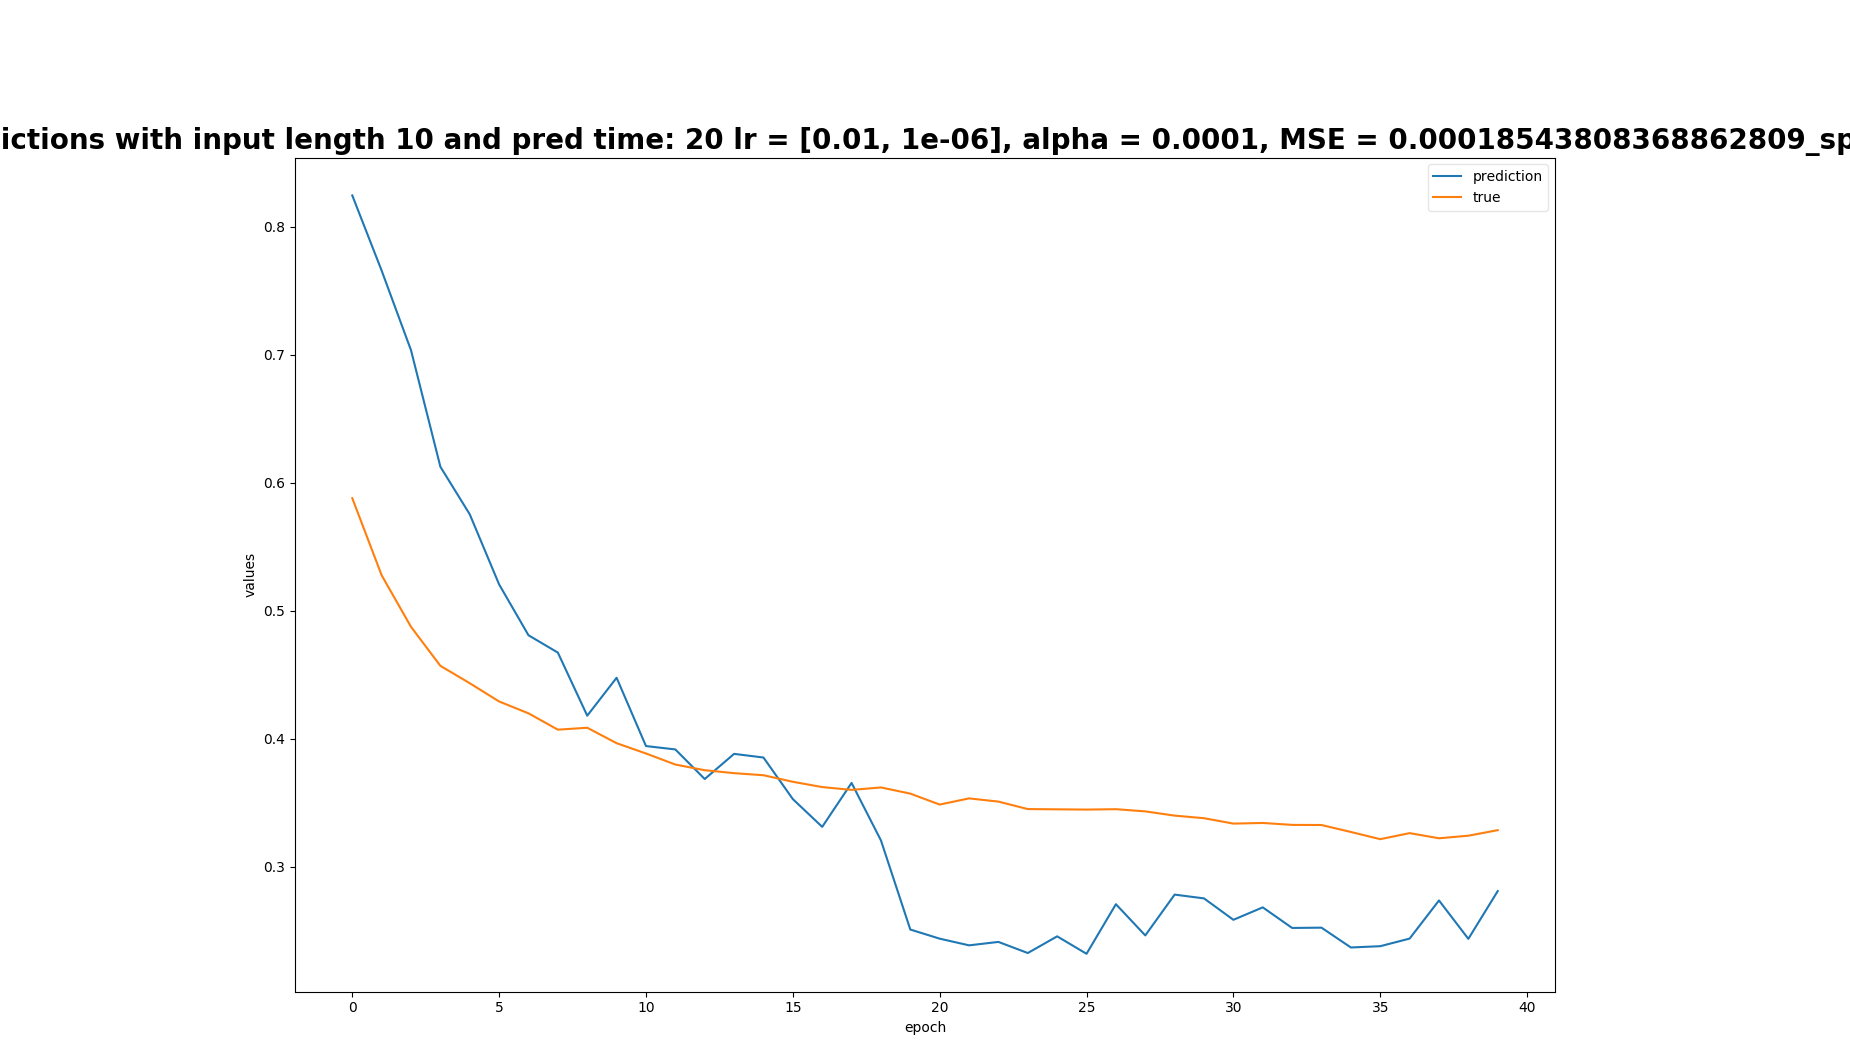 ictions with input length 10 and pred time: 20 lr = [0.01, 1e-06], alpha = 0.0001, MSE = 0.00018543808368862809_sp
prediction
true
0.8
0.7
0.6
0.5
0.4
0.3
values
0 5 10 15 20 25 30 35 40
epoch